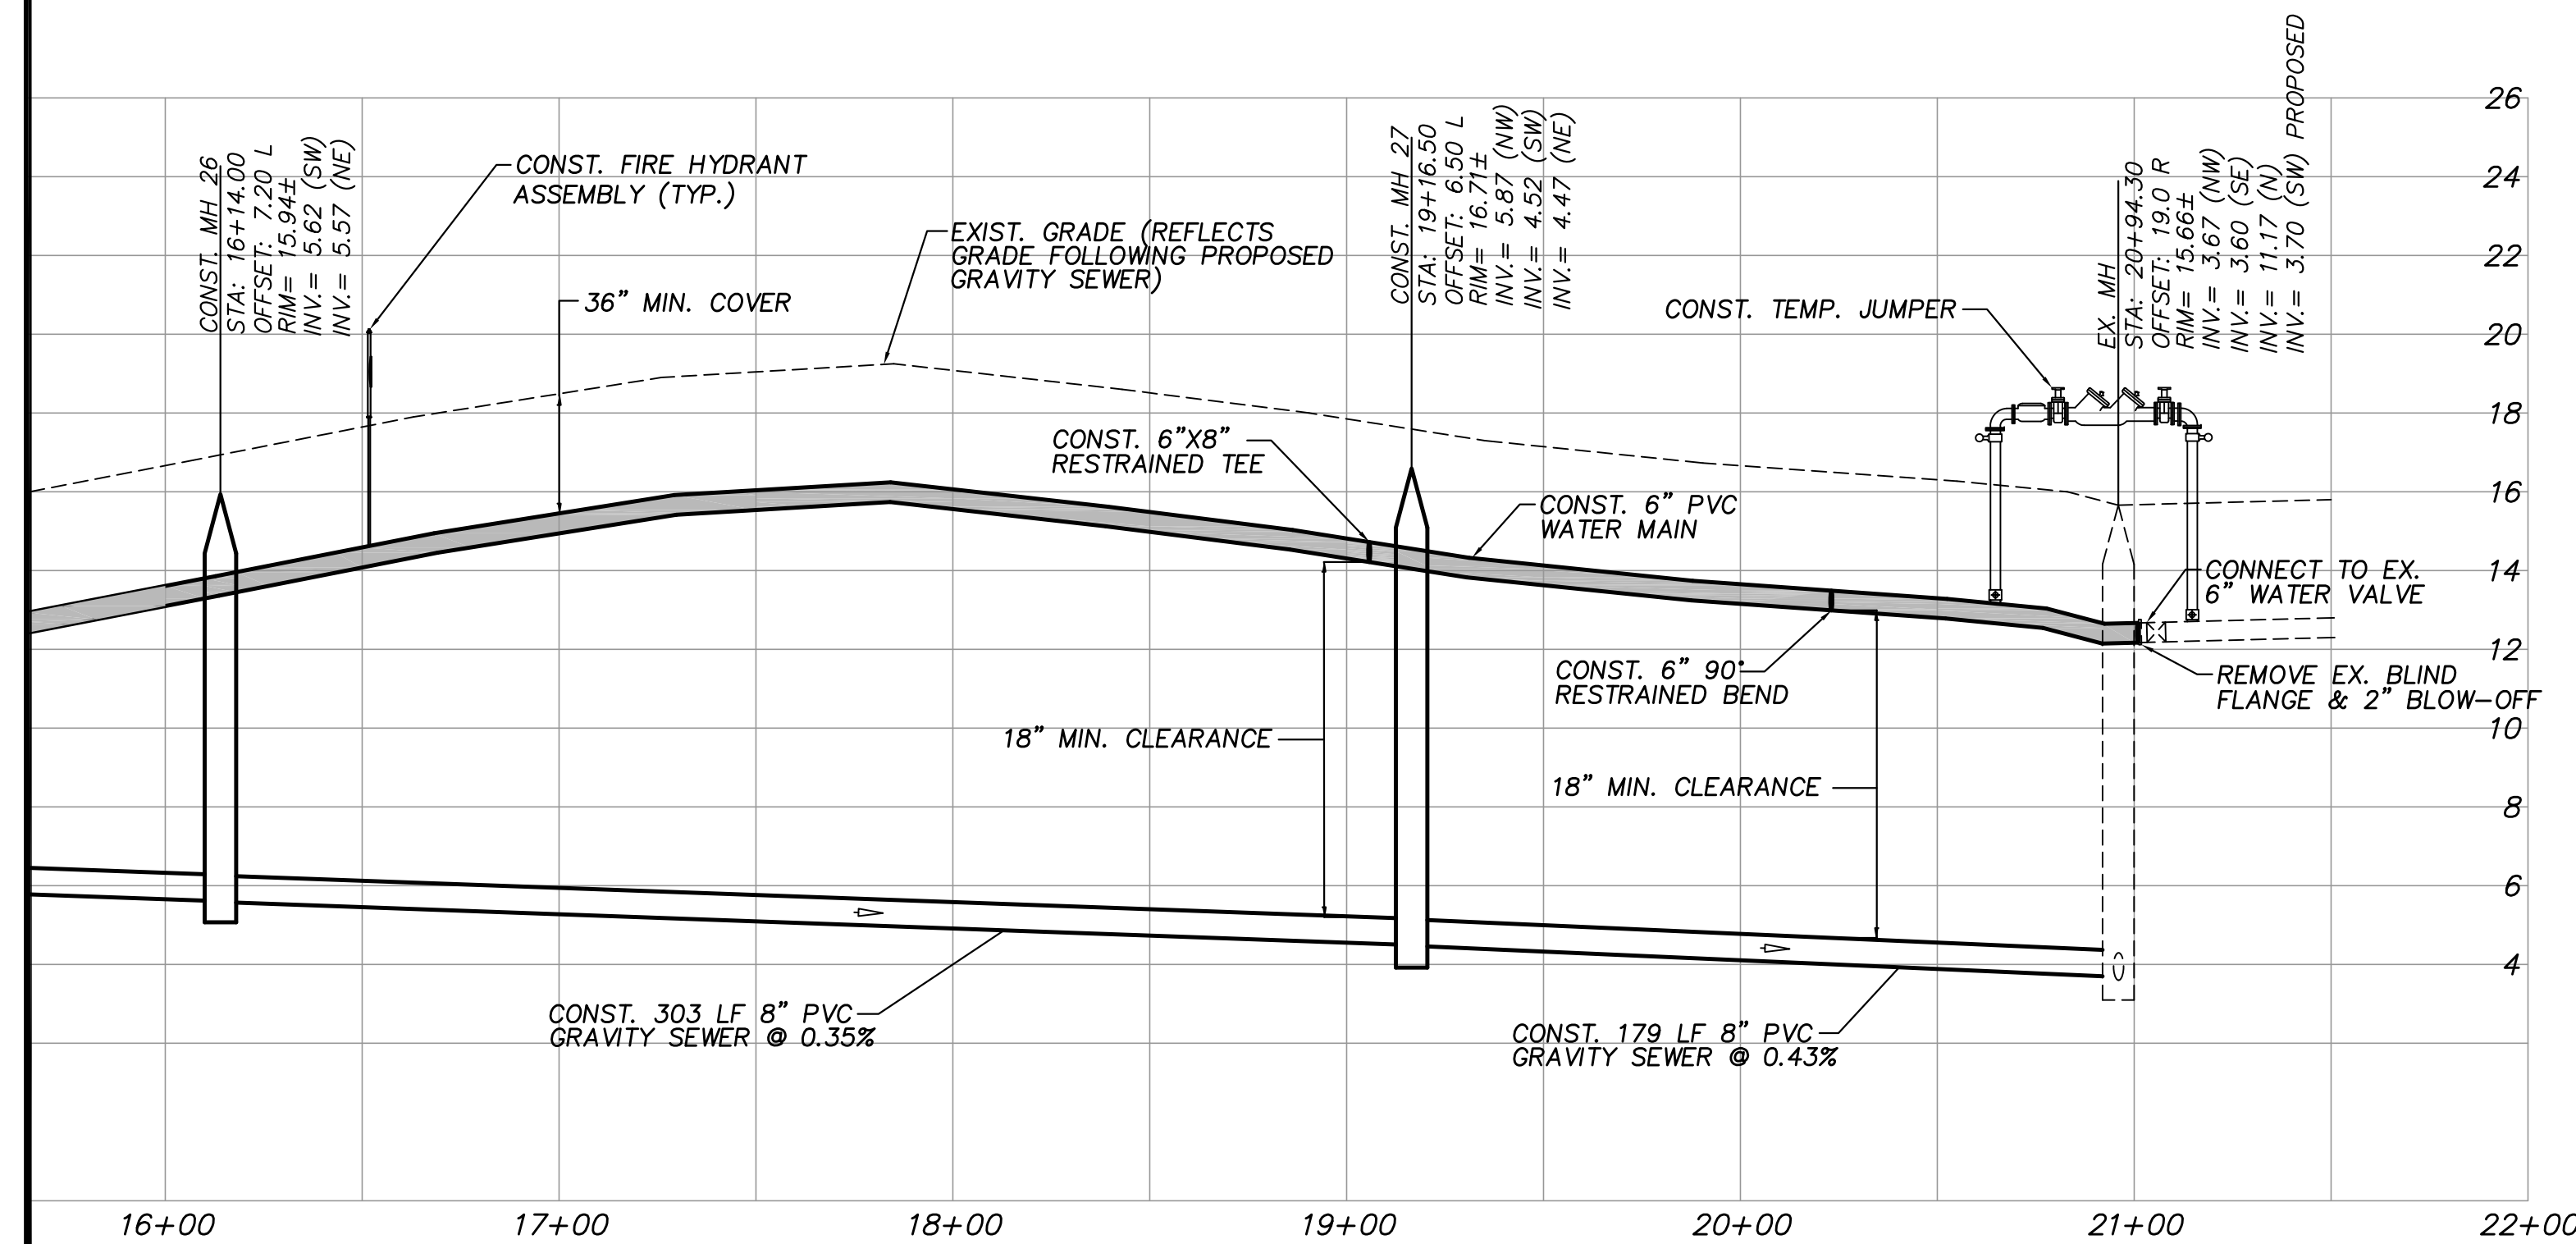 CONST. MH 26
STA: 16+14.00
OFFSET: 7.20 L
RIM= 15.94±
INV.= 5.62 (SW)
INV.= 5.57 (NE)
CONST. FIRE HYDRANT
ASSEMBLY (TYP.)
36" MIN. COVER
EXIST. GRADE (REFLECTS
GRADE FOLLOWING PROPOSED
GRAVITY SEWER)
CONST. MH 27
STA: 19+16.50
OFFSET: 6.50 L
RIM= 16.71±
INV.= 5.87 (NW)
INV.= 4.52 (SW)
INV.= 4.47 (NE)
CONST. TEMP. JUMPER
EX. MH
STA: 20+94.30
OFFSET: 19.0 R
RIM= 15.66±
INV.= 3.67 (NW)
INV.= 3.60 (SE)
INV.= 11.17 (N)
INV.= 3.70 (SW) PROPOSED
CONST. 6"X8"
RESTRAINED TEE
CONST. 6" PVC
WATER MAIN
CONNECT TO EX.
6" WATER VALVE
CONST. 6" 90°
RESTRAINED BEND
REMOVE EX. BLIND
FLANGE & 2" BLOW-OFF
18" MIN. CLEARANCE
18" MIN. CLEARANCE
CONST. 303 LF 8" PVC
GRAVITY SEWER @ 0.35%
CONST. 179 LF 8" PVC
GRAVITY SEWER @ 0.43%
26
24
22
20
18
16
14
12
10
8
6
4
16+00
17+00
18+00
19+00
20+00
21+00
22+00